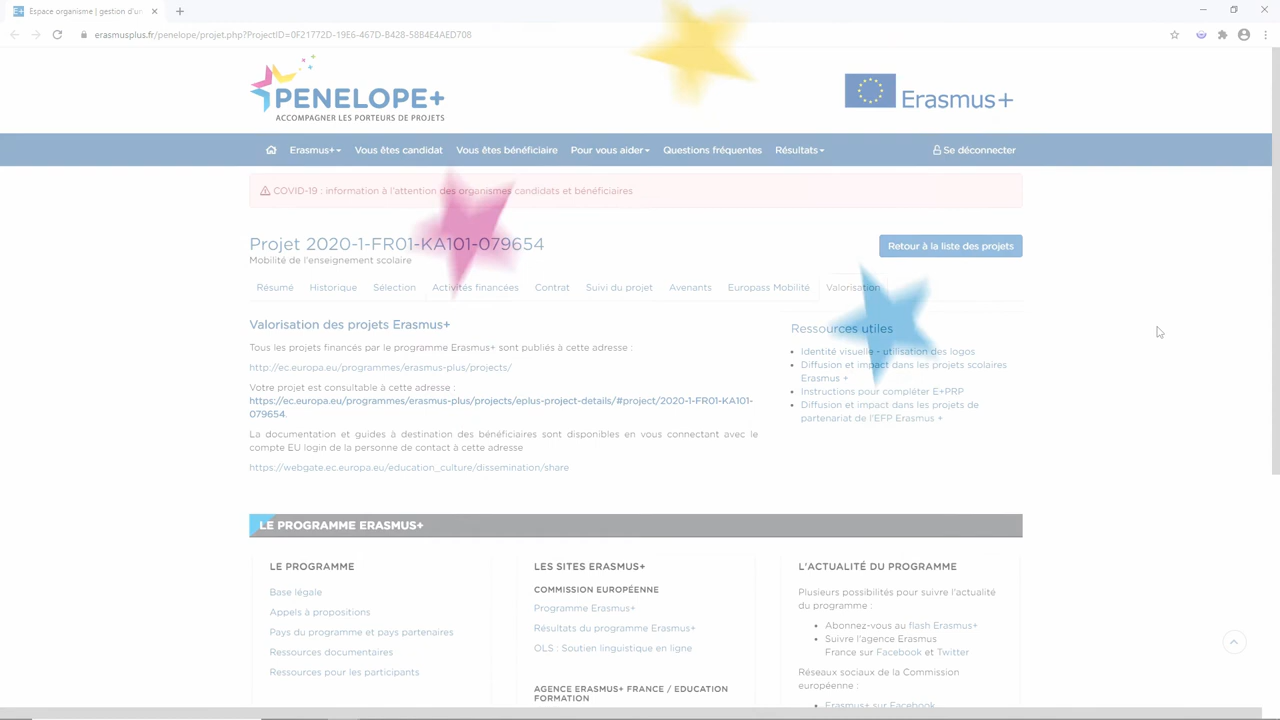 Espace organisme | gestion d'un
erasmusplus.fr/penelope/projet.php?ProjectID=0F21772D-19E6-467D-B428-58B4E4AED708
PENELOPE+
ACCOMPAGNER LES PORTEURS DE PROJETS
Erasmus+
Erasmus+
Vous êtes candidat
Vous êtes bénéficiaire
Pour vous aider
Questions fréquentes
Résultats
Se déconnecter
COVID-19 : information à l'attention des organismes candidats et bénéficiaires
Projet 2020-1-FR01-KA101-079654
Retour à la liste des projets
Mobilité de l'enseignement scolaire
Résumé
Historique
Sélection
Activités financées
Contrat
Suivi du projet
Avenants
Europass Mobilité
Valorisation
Valorisation des projets Erasmus+
Tous les projets financés par le programme Erasmus+ sont publiés à cette adresse :
http://ec.europa.eu/programmes/erasmus-plus/projects/
Votre projet est consultable à cette adresse :
https://ec.europa.eu/programmes/erasmus-plus/projects/eplus-project-details/#project/2020-1-FR01-KA101-
079654.
La documentation et guides à destination des bénéficiaires sont disponibles en vous connectant avec le
compte EU login de la personne de contact à cette adresse
https://webgate.ec.europa.eu/education_culture/dissemination/share
Ressources utiles
• Identité visuelle - utilisation des logos
• Diffusion et impact dans les projets scolaires
Erasmus +
• Instructions pour compléter E+PRP
• Diffusion et impact dans les projets de
partenariat de l'EFP Erasmus +
LE PROGRAMME ERASMUS+
LE PROGRAMME
Base légale
Appels à propositions
Pays du programme et pays partenaires
Ressources documentaires
Ressources pour les participants
LES SITES ERASMUS+
COMMISSION EUROPÉENNE
Programme Erasmus+
Résultats du programme Erasmus+
OLS : Soutien linguistique en ligne
AGENCE ERASMUS+ FRANCE / EDUCATION
FORMATION
L'ACTUALITÉ DU PROGRAMME
Plusieurs possibilités pour suivre l'actualité
du programme :
• Abonnez-vous au flash Erasmus+
• Suivre l'agence Erasmus
France sur Facebook et Twitter
Réseaux sociaux de la Commission
européenne :
• Erasmus+ sur Facebook